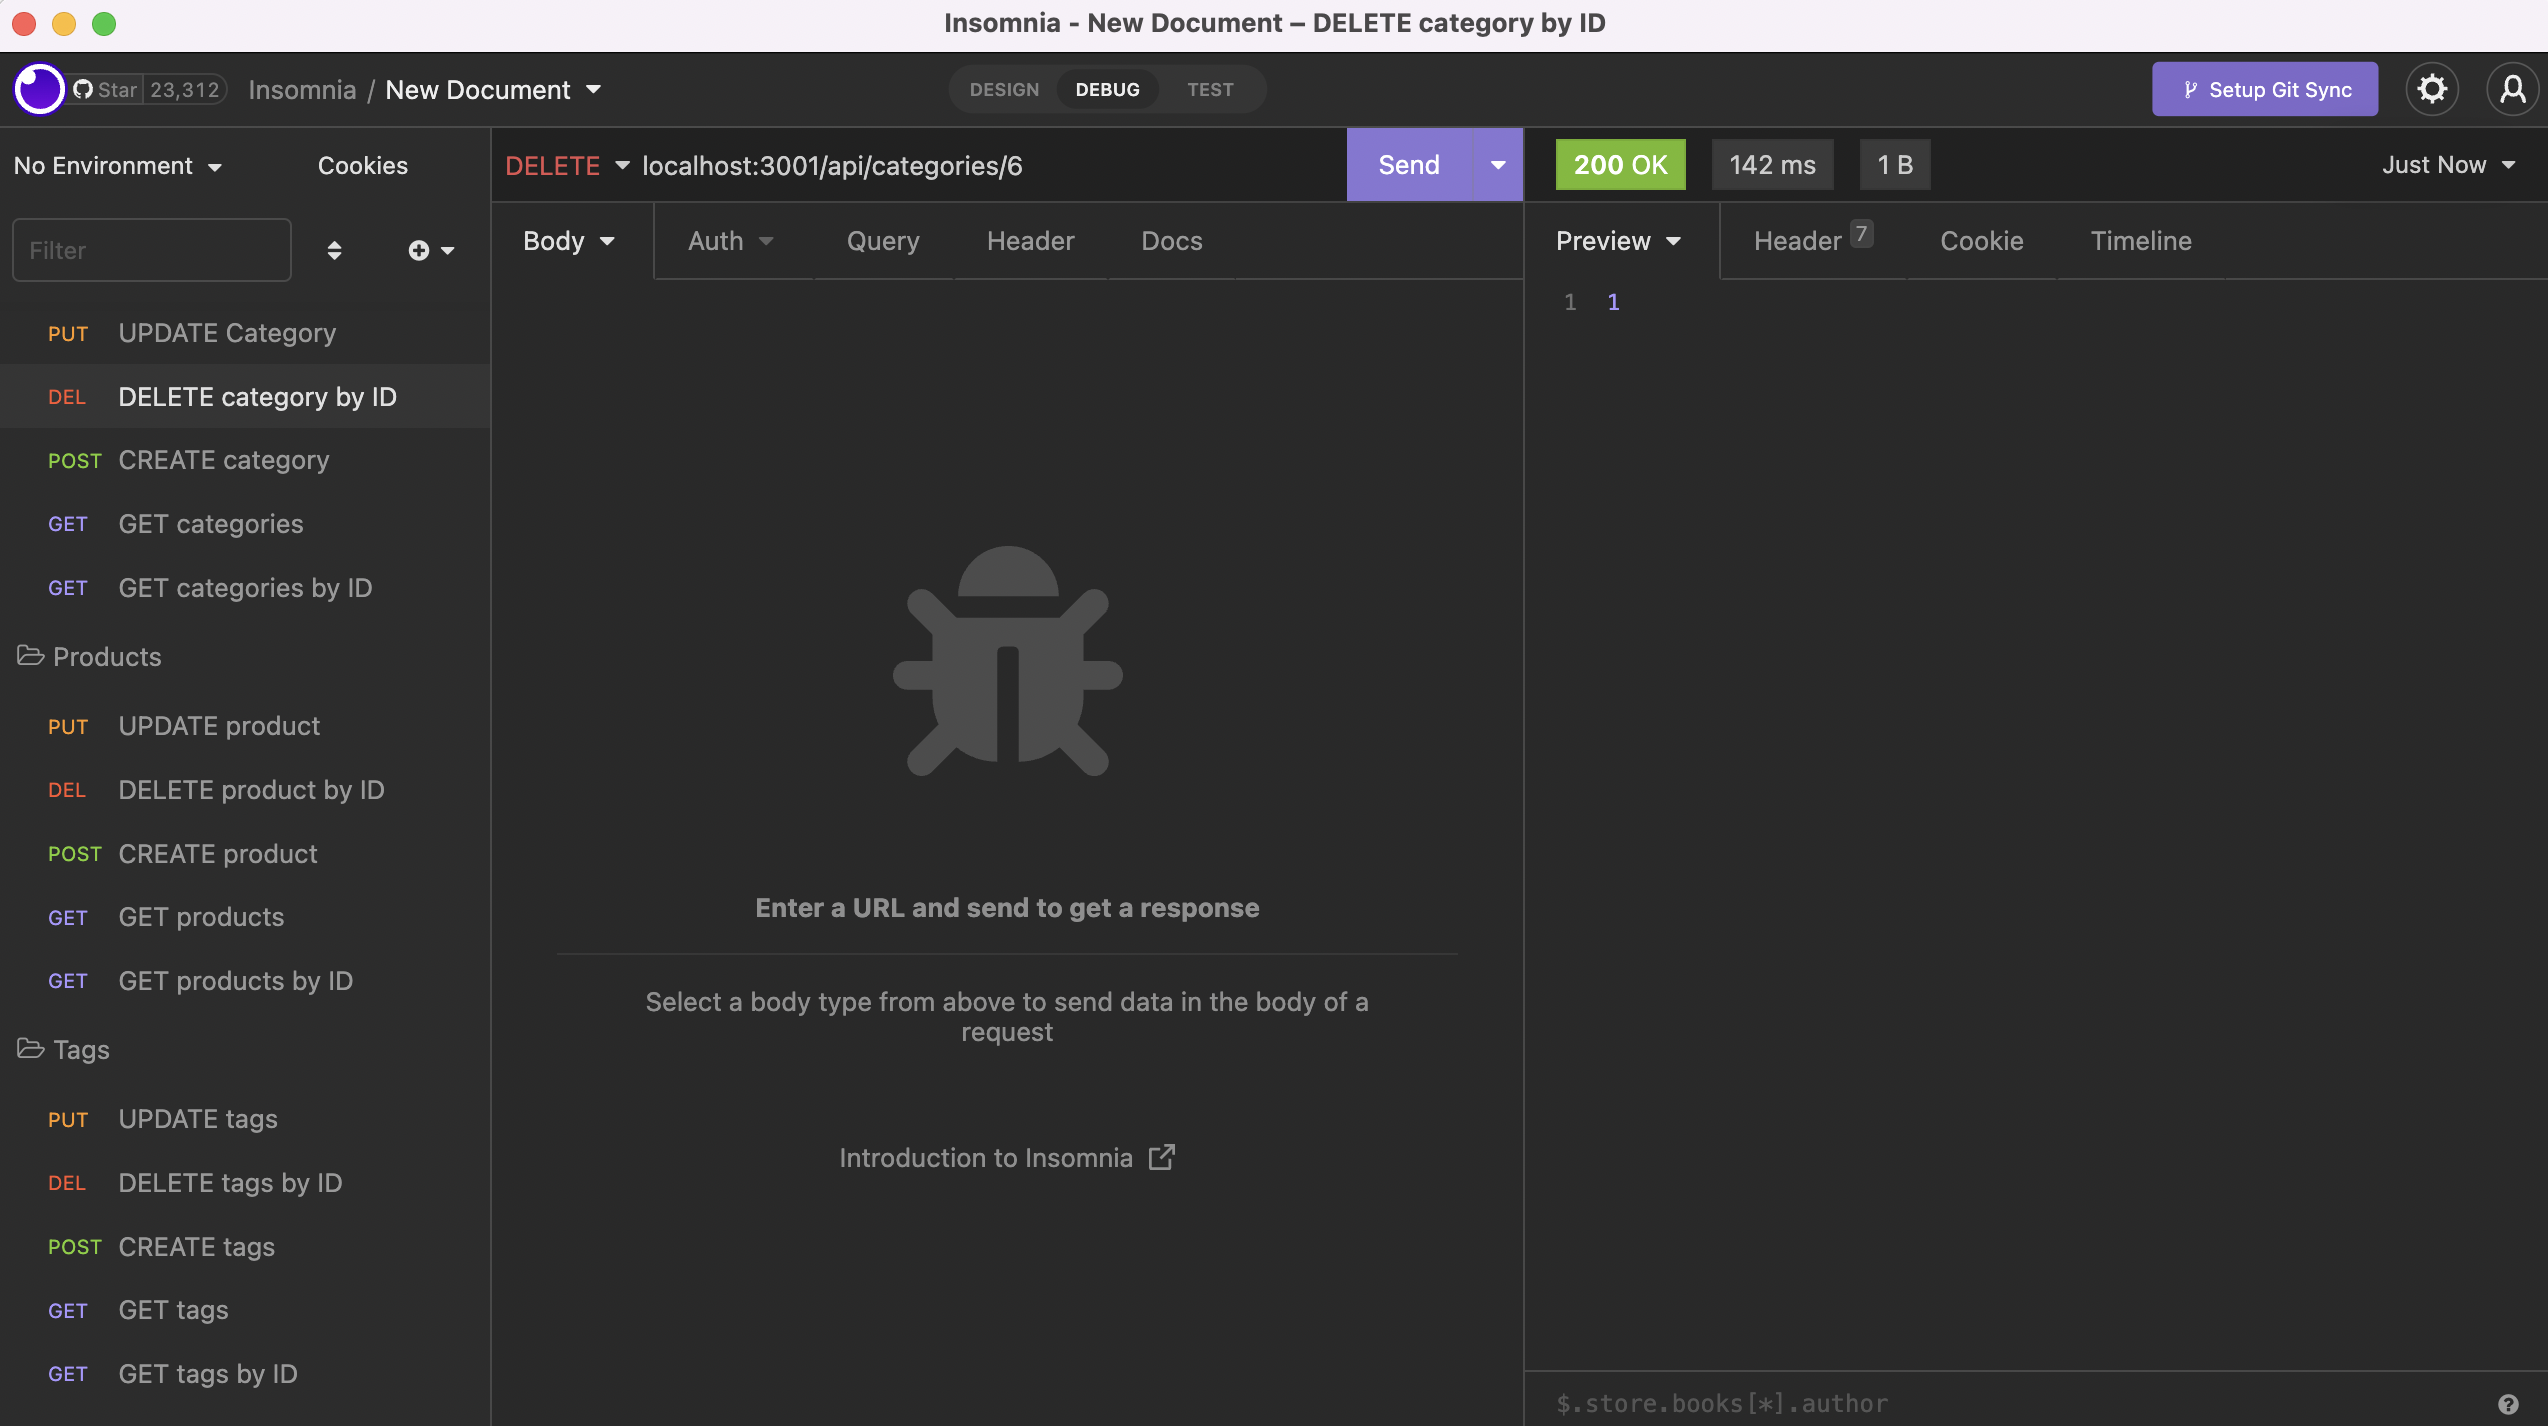 Insomnia - New Document – DELETE category by ID
Star 23,312 Insomnia / New Document DESIGN DEBUG TEST Setup Git Sync
No Environment Cookies
Filter
PUT UPDATE Category
DEL DELETE category by ID
POST CREATE category
GET GET categories
GET GET categories by ID
Products
PUT UPDATE product
DEL DELETE product by ID
POST CREATE product
GET GET products
GET GET products by ID
Tags
PUT UPDATE tags
DEL DELETE tags by ID
POST CREATE tags
GET GET tags
GET GET tags by ID
DELETE localhost:3001/api/categories/6 Send
Body Auth Query Header Docs
Enter a URL and send to get a response
Select a body type from above to send data in the body of a
request
Introduction to Insomnia
200 OK 142 ms 1 B Just Now
Preview Header 7 Cookie Timeline
1 1
$.store.books[*].author ?